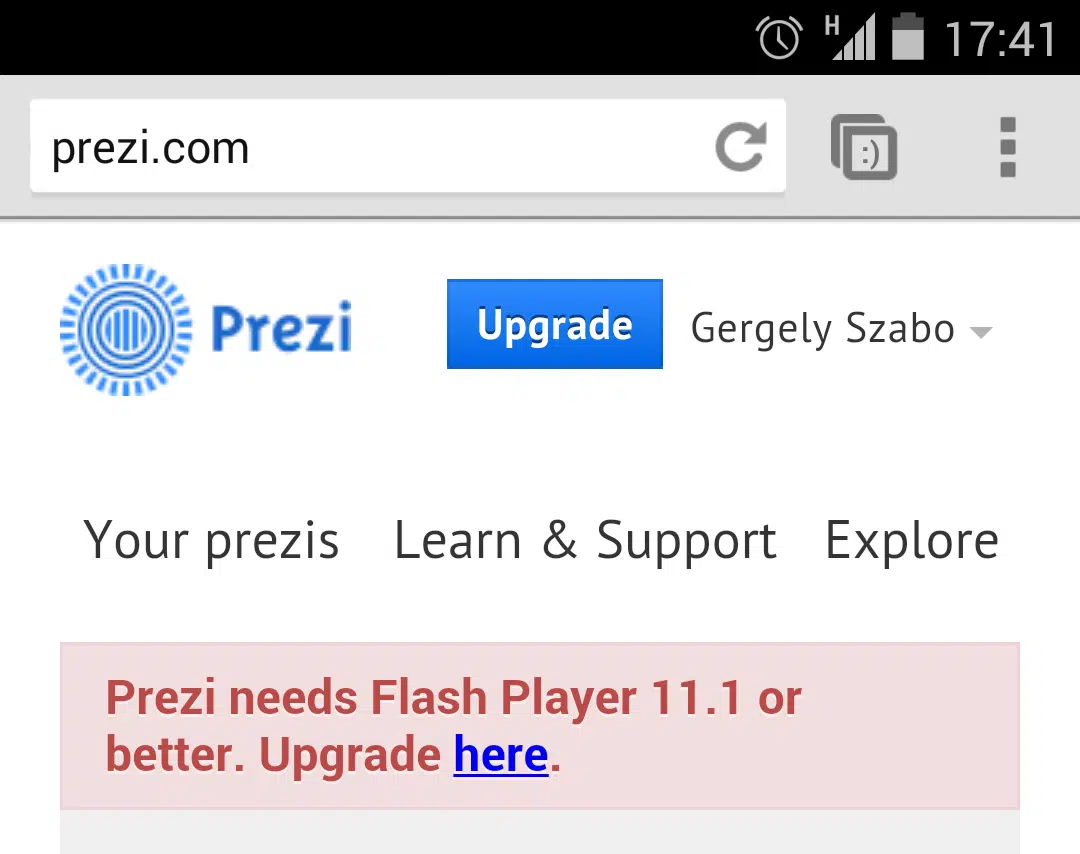 H 17:41
prezi.com :)
Prezi Upgrade Gergely Szabo
Your prezis Learn & Support Explore
Prezi needs Flash Player 11.1 or
better. Upgrade here.